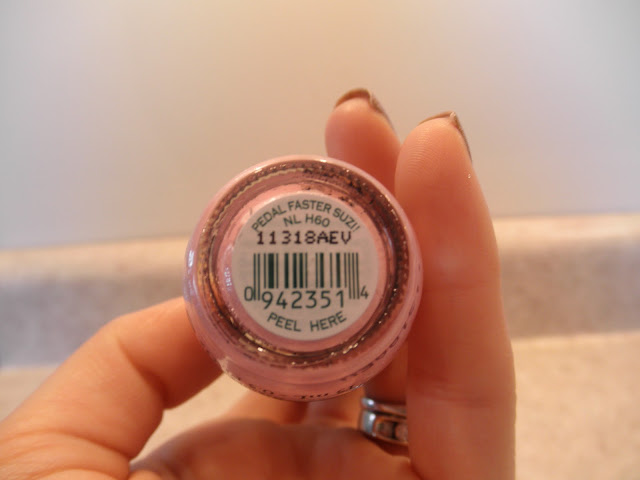 PEDAL FASTER SUZI!
NL H60
11318AEV
0 942351 4
PEEL HERE